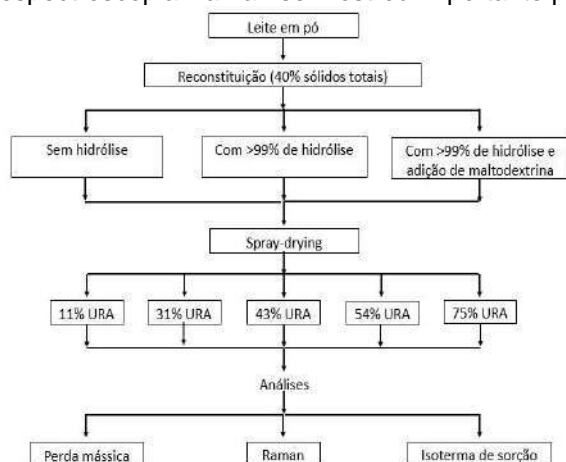 Leite em pó
Reconstituição (40% sólidos totais)
Sem hidrólise
Com >99% de hidrólise
Com >99% de hidrólise e
adição de maltodextrina
Spray-drying
11% URA
31% URA
43% URA
54% URA
75% URA
Análises
Perda mássica
Raman
Isoterma de sorção